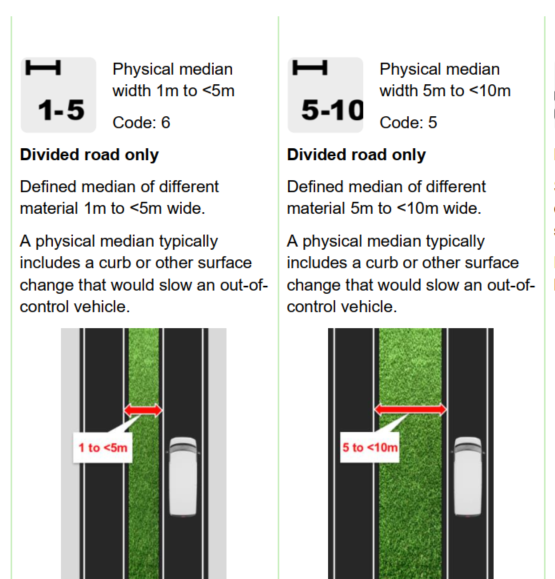 Physical median
width 1m to <5m
1-5
Code: 6
Divided road only
Defined median of different
material 1m to <5m wide.
A physical median typically
includes a curb or other surface
change that would slow an out-of-
control vehicle.
1 to <5m
Physical median
width 5m to <10m
5-10
Code: 5
Divided road only
Defined median of different
material 5m to <10m wide.
A physical median typically
includes a curb or other surface
change that would slow an out-of-
control vehicle.
5 to <10m